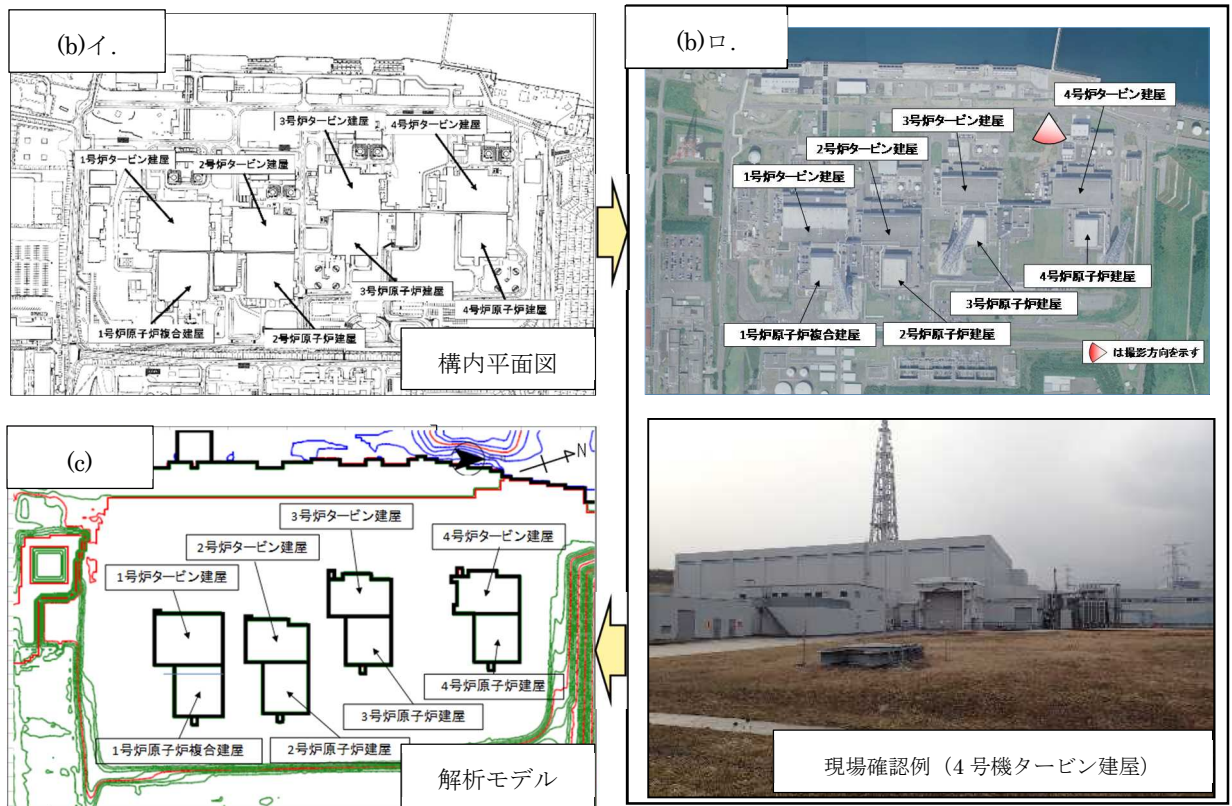 (b)イ.
3号炉タービン建屋
4号炉タービン建屋
1号炉タービン建屋
2号炉タービン建屋
3号炉原子炉建屋
4号炉原子炉建屋
1号炉原子炉複合建屋
2号炉原子炉建屋
構内平面図
(b)ロ.
4号炉タービン建屋
3号炉タービン建屋
2号炉タービン建屋
1号炉タービン建屋
4号炉原子炉建屋
3号炉原子炉建屋
1号炉原子炉複合建屋
2号炉原子炉建屋
は撮影方向を示す
(c)
N
3号炉タービン建屋
2号炉タービン建屋
4号炉タービン建屋
1号炉タービン建屋
4号炉原子炉建屋
3号炉原子炉建屋
1号炉原子炉複合建屋
2号炉原子炉建屋
解析モデル
現場確認例（4号機タービン建屋）